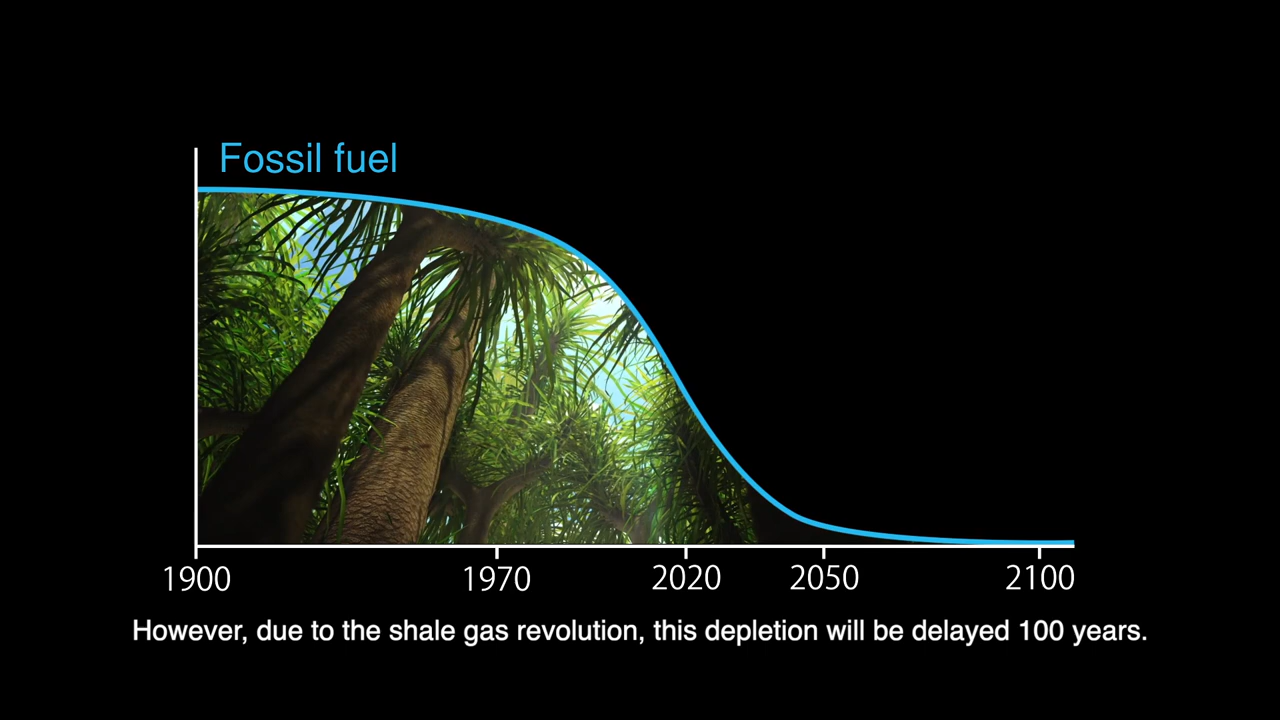 Fossil fuel
1900 1970 2020 2050 2100
However, due to the shale gas revolution, this depletion will be delayed 100 years.